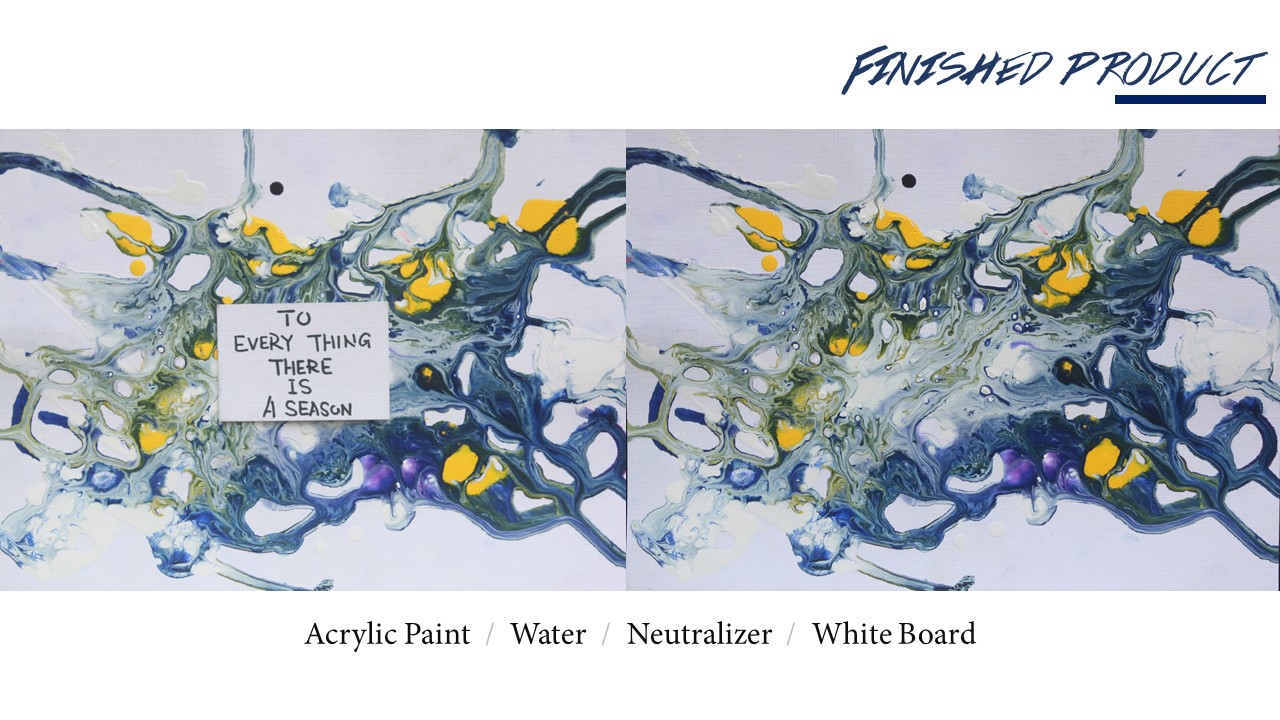 FINISHED PRODUCT
TO
EVERY THING
THERE
IS
A SEASON
Acrylic Paint / Water / Neutralizer / White Board